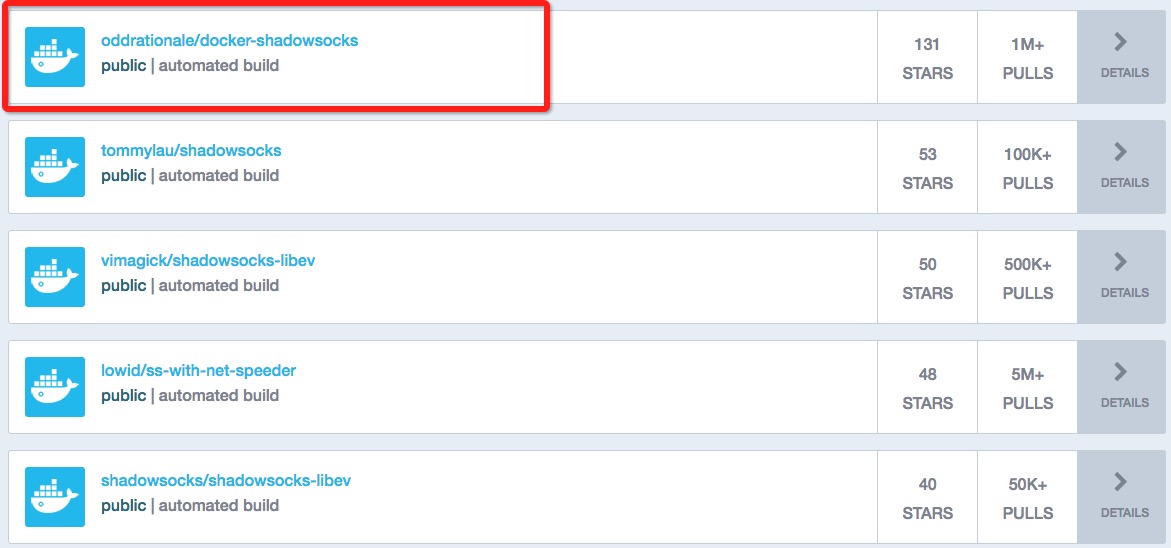 oddrationale/docker-shadowsocks
public | automated build
131
STARS
1M+
PULLS
DETAILS
tommylau/shadowsocks
public | automated build
53
STARS
100K+
PULLS
DETAILS
vimagick/shadowsocks-libev
public | automated build
50
STARS
500K+
PULLS
DETAILS
lowid/ss-with-net-speeder
public | automated build
48
STARS
5M+
PULLS
DETAILS
shadowsocks/shadowsocks-libev
public | automated build
40
STARS
50K+
PULLS
DETAILS